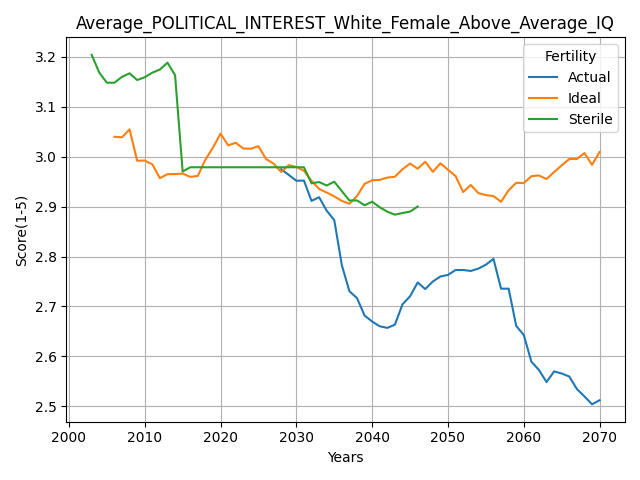 Average_POLITICAL_INTEREST_White_Female_Above_Average_IQ
Fertility
Actual
Ideal
Sterile
Score(1-5)
3.2
3.1
3.0
2.9
2.8
2.7
2.6
2.5
2000 2010 2020 2030 2040 2050 2060 2070
Years